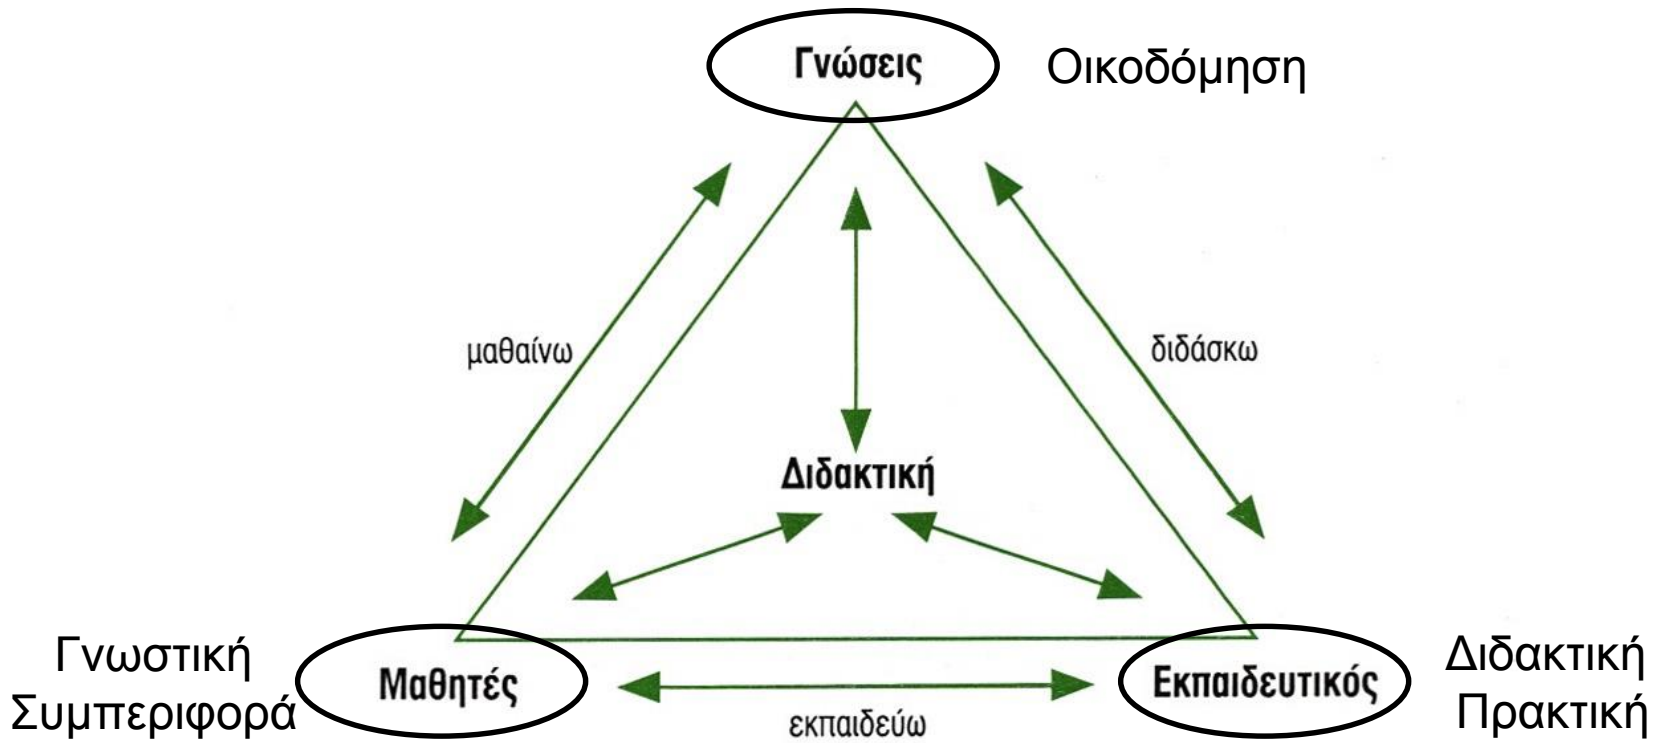 Γνώσεις
Οικοδόμηση
μαθαίνω
διδάσκω
Διδακτική
Γνωστική
Συμπεριφορά
Μαθητές
Εκπαιδευτικός
Διδακτική
Πρακτική
εκπαιδεύω